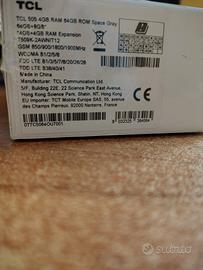 TCL
TCL 505 4GB RAM 64GB ROM Space Gray
64GB+8GB*
*4GB+4GB RAM Expansion
T509K-2AWNIT12
GSM 850/900/1800/1900MHz
WCDMA B1/2/5/8
FDD LTE B1/3/5/7/8/20/26/28
TDD LTE B38/40/41
Made in China
Manufacturer: TCL Communication Ltd.
5/F, Building 22E, 22 Science Park East Avenue,
Hong Kong Science Park, Shatin, NT, Hong Kong
EU importer: TCT Mobile Europe SAS, 55, avenue
des Champs Pierreux, 92000 Nanterre, France
subito